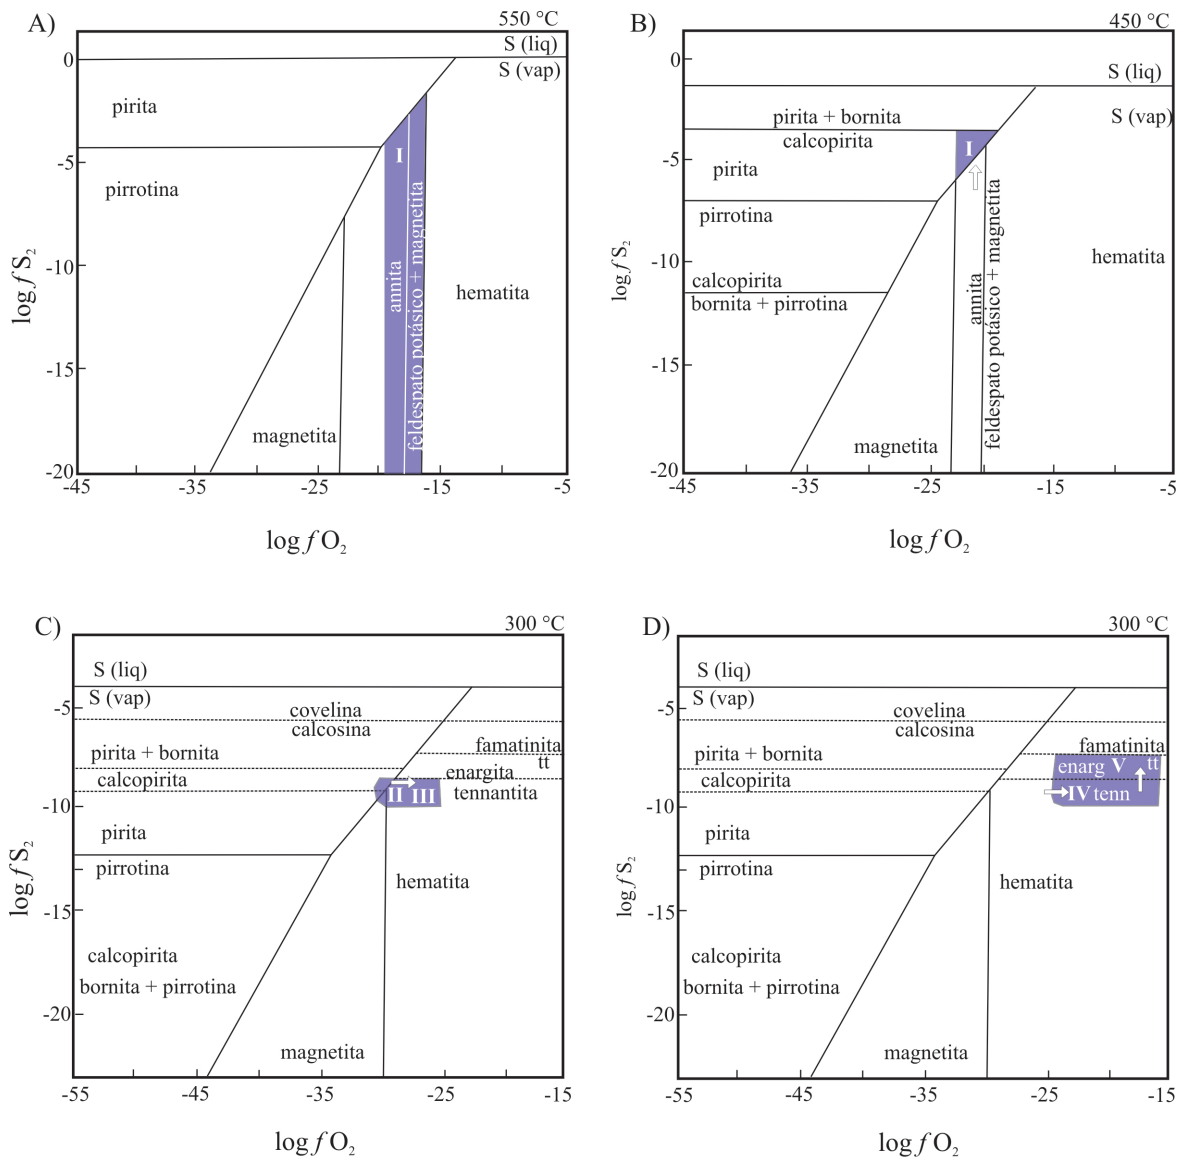 A)
550 °C
S (liq)
S (vap)
0
-5
-10
-15
-20
pirita
pirrotina
I
annita
feldespato potásico + magnetita
hematita
magnetita
log f S2
-45
-35
-25
-15
-5
log f O2
B)
450 °C
S (liq)
S (vap)
0
-5
-10
-15
-20
pirita + bornita
calcopirita
I
pirita
pirrotina
calcopirita
bornita + pirrotina
annita
feldespato potásico + magnetita
hematita
magnetita
log f S2
-45
-35
-25
-15
-5
log f O2
C)
300 °C
S (liq)
S (vap)
-5
-10
-15
-20
covelina
calcosina
famatinita
tt
pirita + bornita
calcopirita
enargita
tennantita
II III
pirita
pirrotina
hematita
calcopirita
bornita + pirrotina
magnetita
log f S2
-55
-45
-35
-25
-15
log f O2
D)
300 °C
S (liq)
S (vap)
-5
-10
-15
-20
covelina
calcosina
famatinita
pirita + bornita
enarg V tt
calcopirita
IV tenn
pirita
pirrotina
hematita
calcopirita
bornita + pirrotina
magnetita
log f S2
-55
-45
-35
-25
-15
log f O2